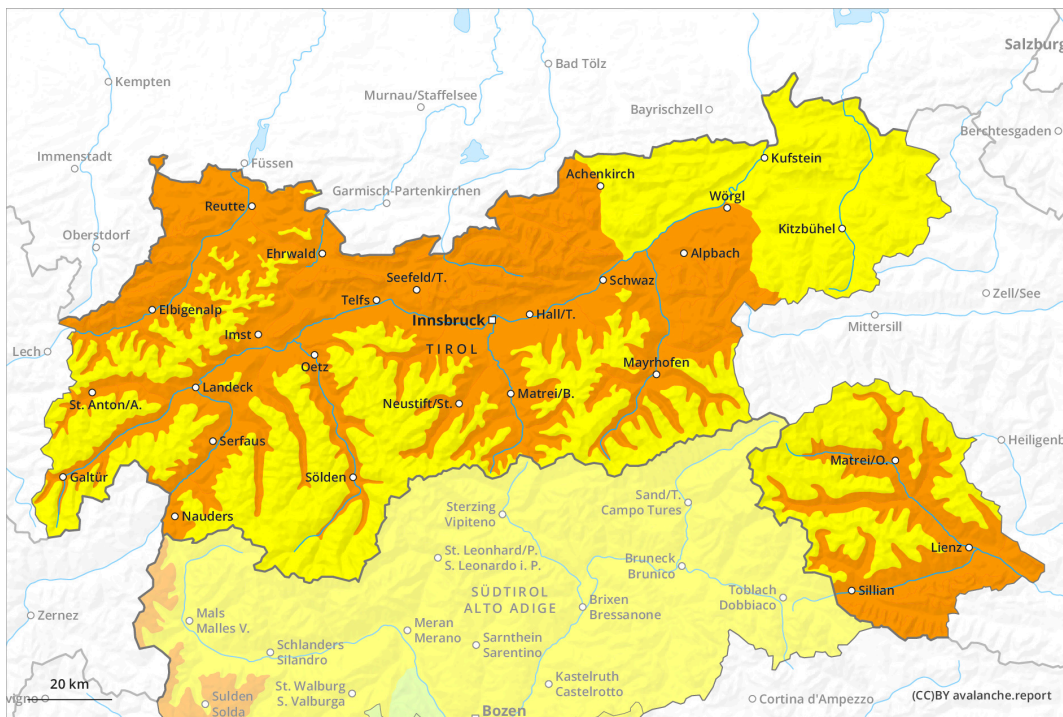 Salzburg
Kempten
Bad Tölz
Murnau/Staffelsee
Bayrischzell
Berchtesgaden
Immenstadt
Füssen
Kufstein
Achenkirch
Garmisch-Partenkirchen
Reutte
Wörgl
Kitzbühel
Oberstdorf
Ehrwald
Alpbach
Seefeld/T.
Schwaz
Telfs
Zell/See
Elbigenalp
Innsbruck
Hall/T.
Mittersill
Imst
Lech
TIROL
Oetz
Mayrhofen
Landeck
Matrei/B.
St. Anton/A.
Neustift/St.
Serfaus
Heiligenb
Matrei/O.
Galtür
Sölden
Sand/T.
Campo Tures
Sterzing
Vipiteno
Nauders
Lienz
St. Leonhard/P.
S. Leonardo i. P.
Bruneck
Brunico
Sillian
SÜDTIROL
ALTO ADIGE
Toblach
Dobbiaco
Zernez
Mals
Malles V.
Brixen
Bressanone
Meran
Merano
Schlanders
Silandro
Sarnthein
Sarentino
20 km
St. Walburg
S. Valburga
Kastelruth
Castelrotto
vigno
Sulden
Solda
Cortina d'Ampezzo
(CC)BY avalanche.report
Bozen